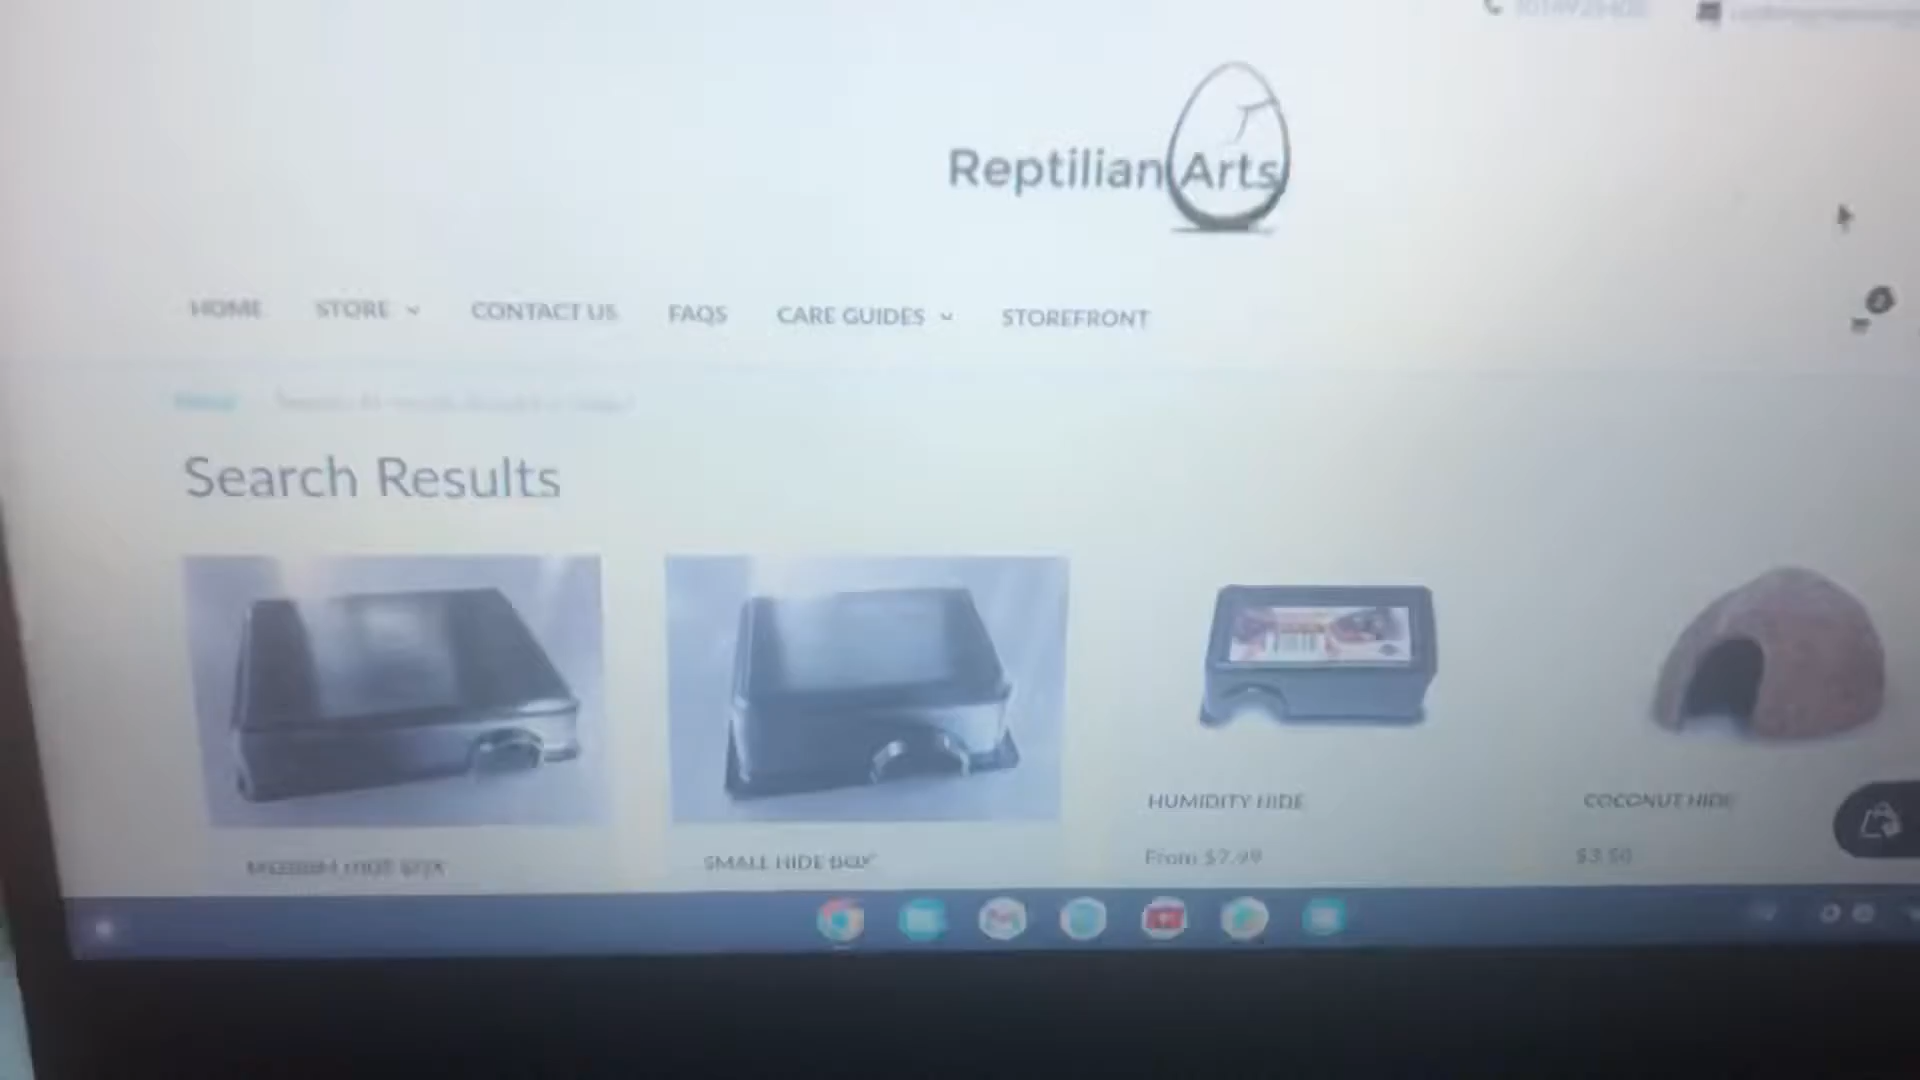 Reptilian Arts
HOME STORE CONTACT US FAQS CARE GUIDES STOREFRONT
Search Results
MEDIUM HIDE BOX
SMALL HIDE BOX
HUMIDITY HIDE
COCONUT HIDE
From $7.99
$3.50